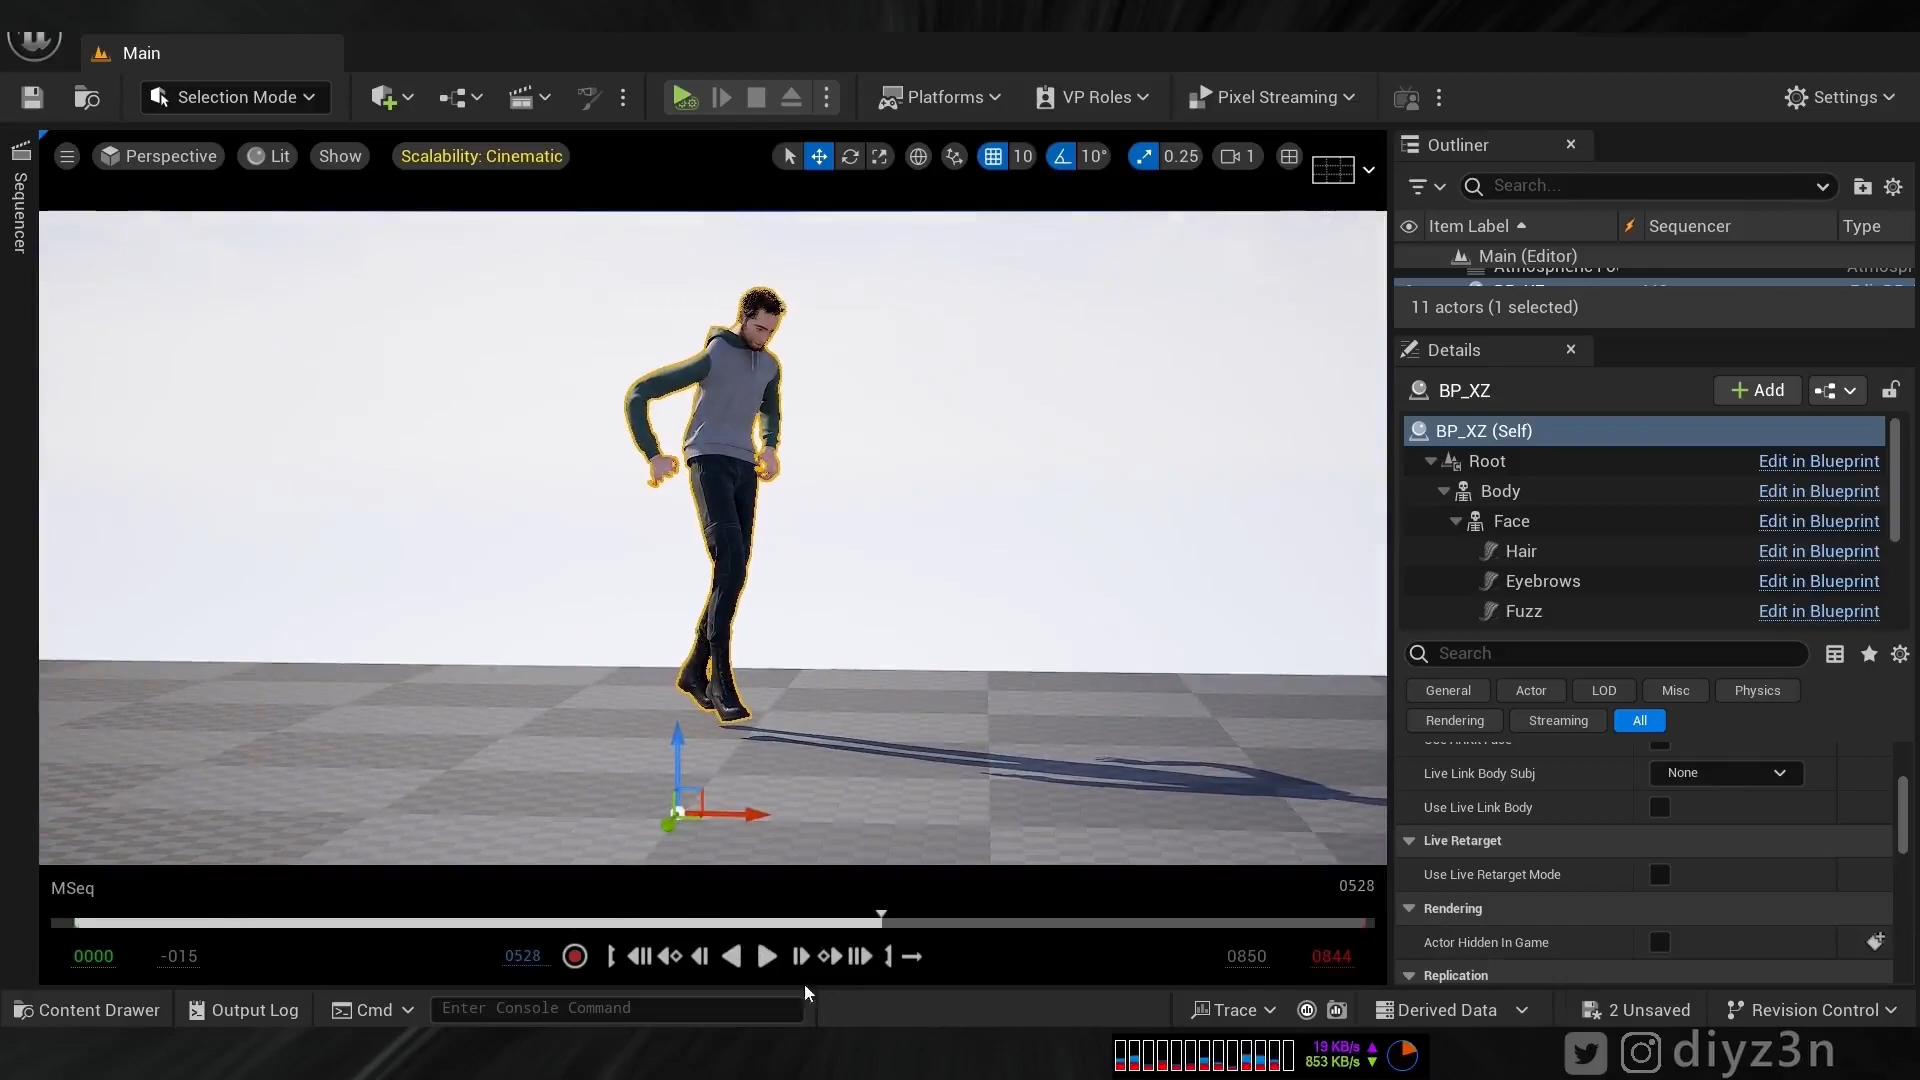 Main
Selection Mode
Platforms
VP Roles
Pixel Streaming
Settings
Sequencer
Perspective
Lit
Show
Scalability: Cinematic
10
10°
0.25
1
Outliner
Search...
Item Label
Sequencer
Type
Main (Editor)
11 actors (1 selected)
Details
BP_XZ
Add
BP_XZ (Self)
Root Edit in Blueprint
Body Edit in Blueprint
Face Edit in Blueprint
Hair Edit in Blueprint
Eyebrows Edit in Blueprint
Fuzz Edit in Blueprint
Search
General Actor LOD Misc Physics
Rendering Streaming All
Live Link Body Subj None
Use Live Link Body
Live Retarget
Use Live Retarget Mode
Rendering
Actor Hidden In Game
Replication
MSeq
0528
0000 -015 0528 0850 0844
Content Drawer
Output Log
Cmd
Enter Console Command
Trace
Derived Data
2 Unsaved
Revision Control
19 KB/s
853 KB/s
diyz3n